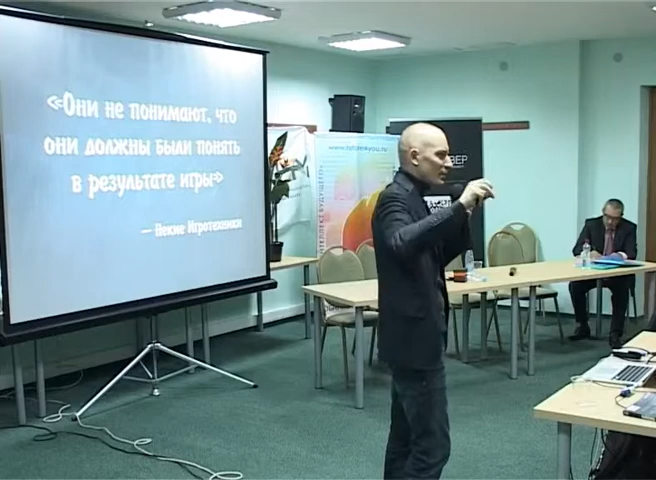 «Они не понимают, что
они должны были понять
в результате игры»
— Некие Игротехники